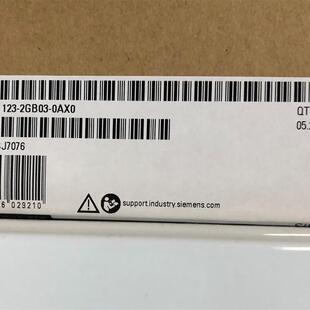 123-2GB03-0AX0
QT
05.
J7076
6 029210
support.industry.siemens.com